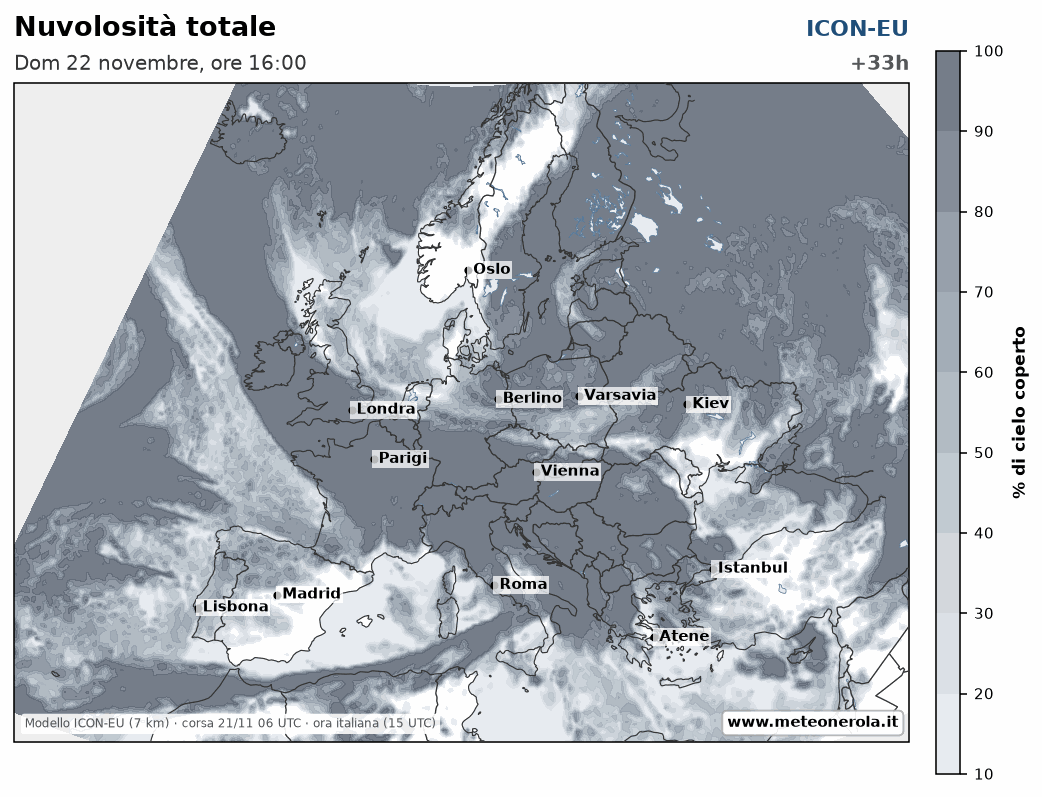 Nuvolosità totale
ICON-EU
Dom 22 novembre, ore 16:00
+33h
100
90
80
70
60
50
40
30
20
10
% di cielo coperto
Oslo
Londra
Berlino
Varsavia
Kiev
Parigi
Vienna
Istanbul
Roma
Madrid
Lisbona
Atene
Modello ICON-EU (7 km) · corsa 21/11 06 UTC · ora italiana (15 UTC)
www.meteonerola.it